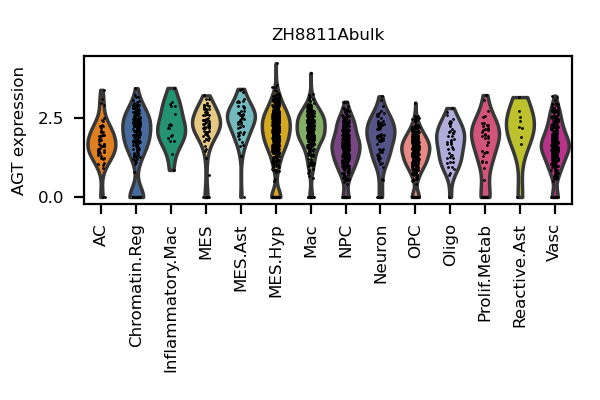 ZH8811Abulk
AGT expression
2.5
0.0
AC
Chromatin.Reg
Inflammatory.Mac
MES
MES.Ast
MES.Hyp
Mac
NPC
Neuron
OPC
Oligo
Prolif.Metab
Reactive.Ast
Vasc